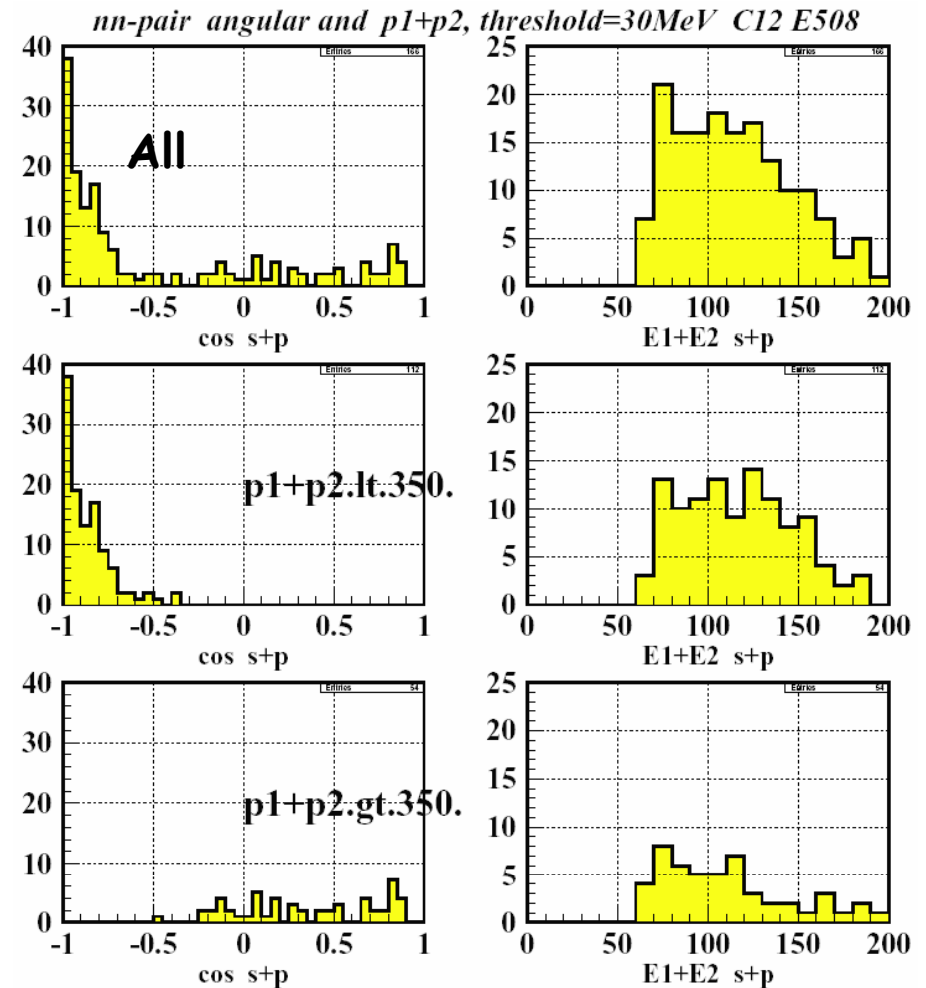 nn-pair angular and p1+p2, threshold=30MeV C12 E508
40
30
20
10
0
All
Entries 166
-1 -0.5 0 0.5 1
cos s+p
25
20
15
10
5
0
Entries 166
0 50 100 150 200
E1+E2 s+p
40
30
20
10
0
p1+p2.lt.350.
Entries 112
-1 -0.5 0 0.5 1
cos s+p
25
20
15
10
5
0
Entries 112
0 50 100 150 200
E1+E2 s+p
40
30
20
10
0
p1+p2.gt.350.
Entries 54
-1 -0.5 0 0.5 1
cos s+p
25
20
15
10
5
0
Entries 54
0 50 100 150 200
E1+E2 s+p